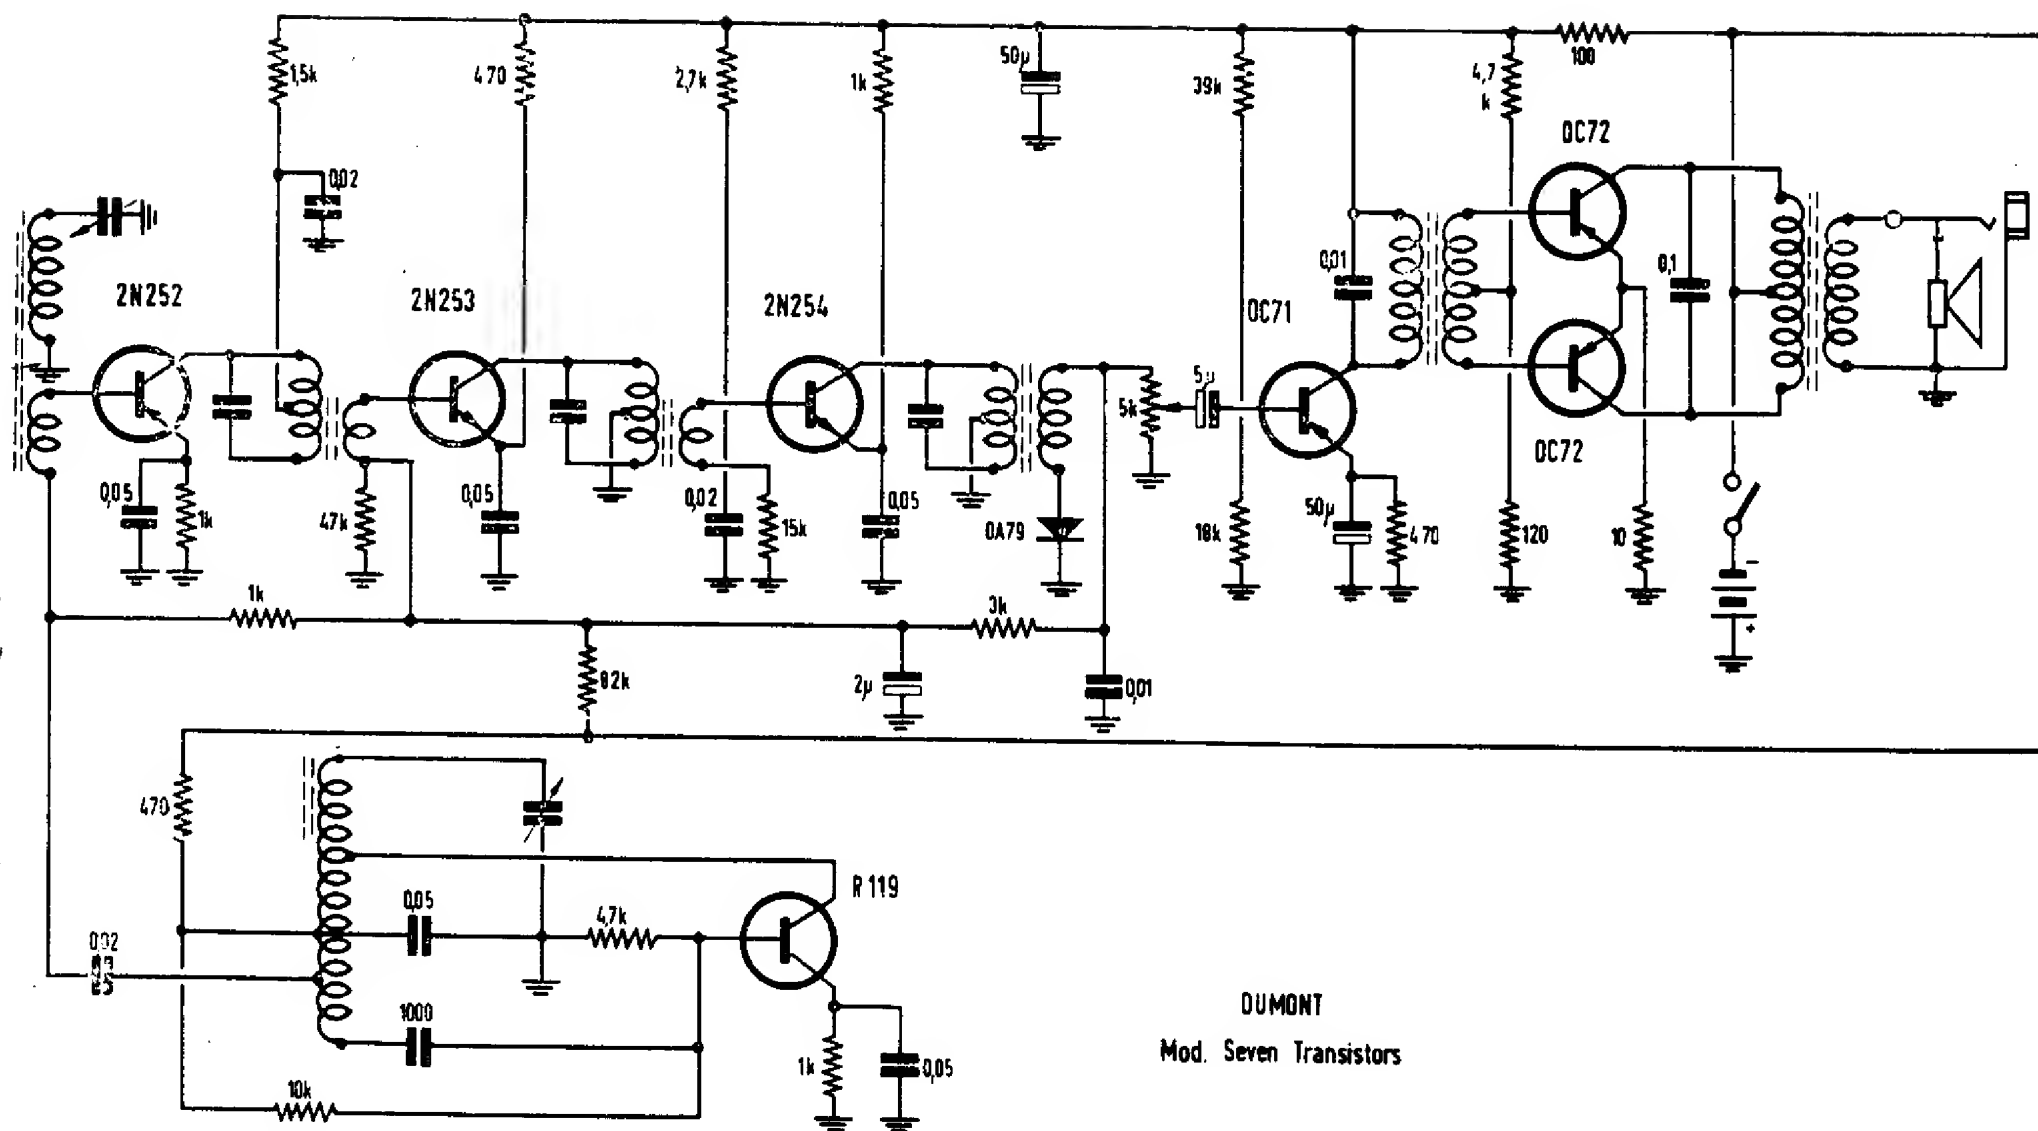 100
50µ
1,5k
470
2,7k
1k
39k
4,7
k
OC72
0,02
2N252
2N253
2N254
OC71
0,01
0,1
5µ
5k
OC72
0,05
1k
47k
0,05
0,02
15k
0,05
OA79
18k
50µ
470
120
10
-
+
1k
3k
82k
2µ
0,01
470
R119
0,05
4,7k
0,02
1000
1k
0,05
10k
DUMONT
Mod. Seven Transistors